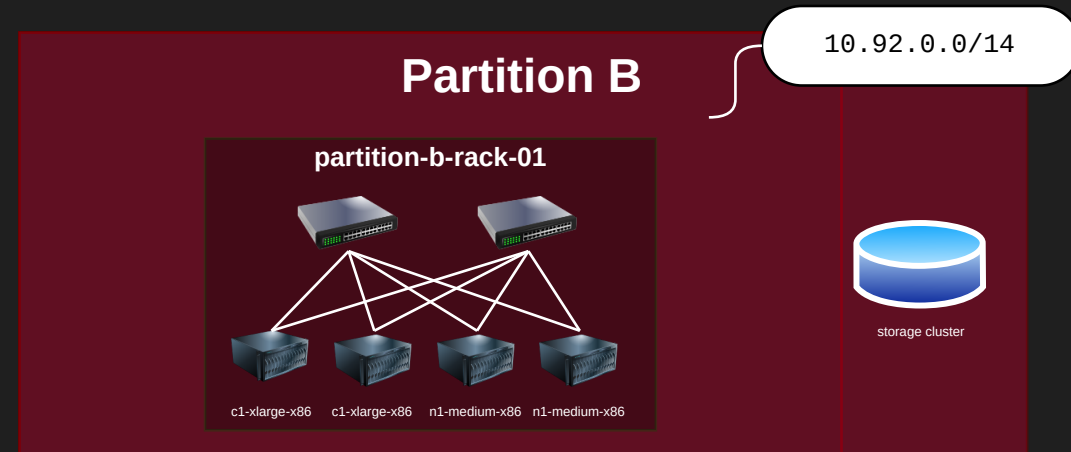 10.92.0.0/14
Partition B
partition-b-rack-01
storage cluster
c1-xlarge-x86 c1-xlarge-x86 n1-medium-x86 n1-medium-x86